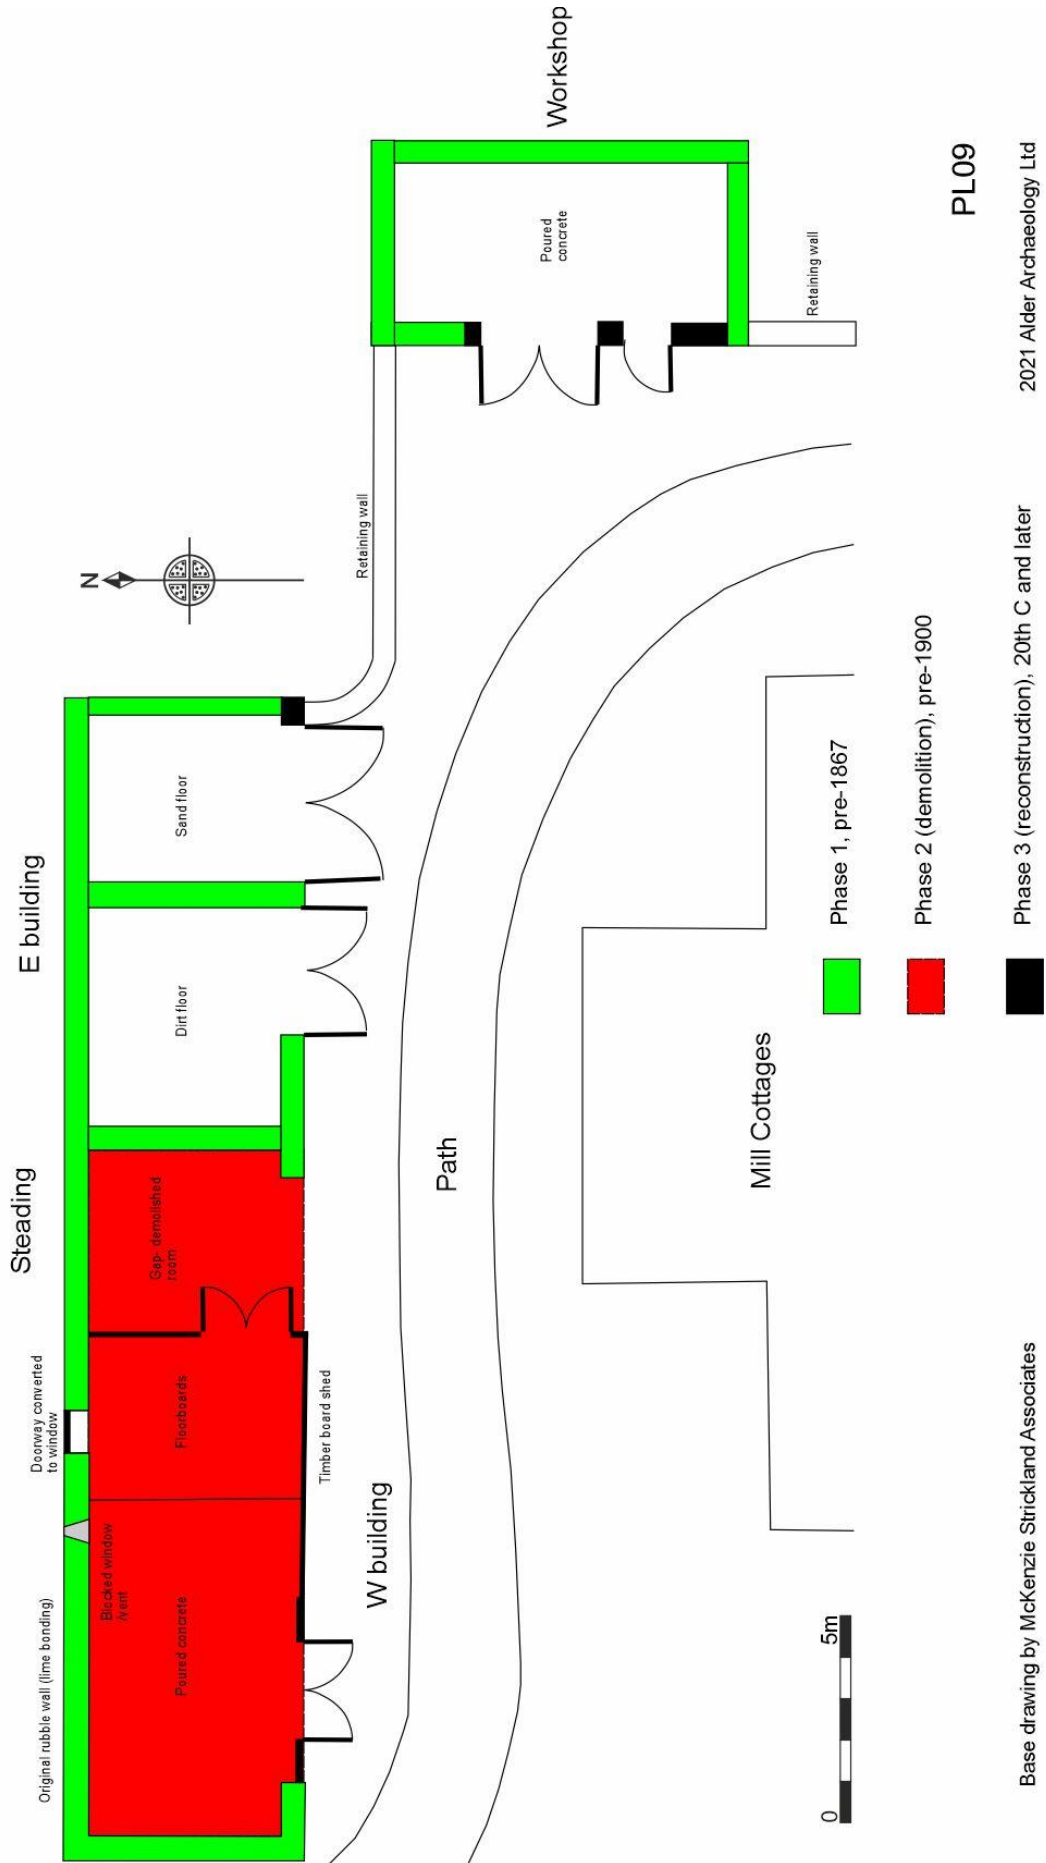 Steading
E building
Workshop
Original rubble wall (lime bonding)
Doorway converted
to window
N
Blocked window
/vent
Poured concrete
Floorboards
Gap- demolished
room
Dirt floor
Sand floor
Retaining wall
Poured
concrete
Timber board shed
W building
Path
Retaining wall
Mill Cottages
0
5m
Phase 1, pre-1867
Phase 2 (demolition), pre-1900
Phase 3 (reconstruction), 20th C and later
PL09
Base drawing by McKenzie Strickland Associates
2021 Alder Archaeology Ltd